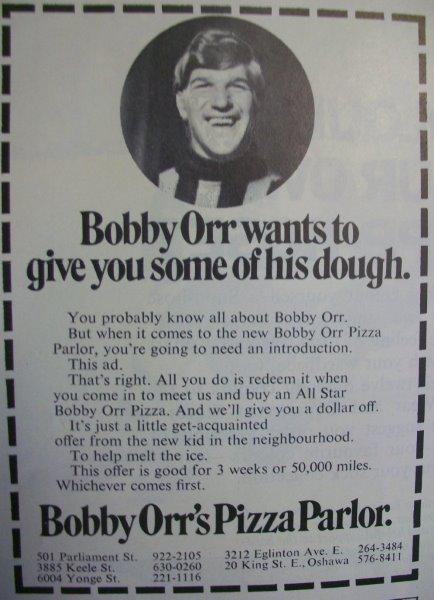 Bobby Orr wants to
give you some of his dough.
You probably know all about Bobby Orr.
But when it comes to the new Bobby Orr Pizza
Parlor, you're going to need an introduction.
This ad.
That's right. All you do is redeem it when
you come in to meet us and buy an All Star
Bobby Orr Pizza. And we'll give you a dollar off.
It's just a little get-acquainted
offer from the new kid in the neighbourhood.
To help melt the ice.
This offer is good for 3 weeks or 50,000 miles.
Whichever comes first.
Bobby Orr's Pizza Parlor.
501 Parliament St. 922-2105 3212 Eglinton Ave. E. 264-3484
3885 Keele St. 630-0260 20 King St. E., Oshawa 576-8411
6004 Yonge St. 221-1116